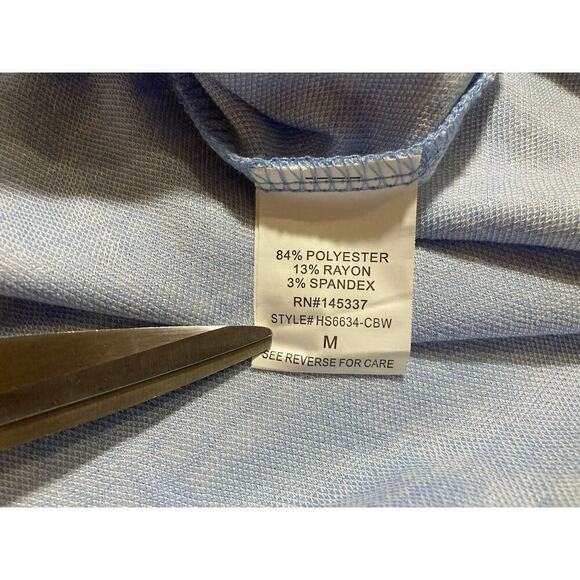 84% POLYESTER
13% RAYON
3% SPANDEX
RN#145337
STYLE# HS6634-CBW
M
SEE REVERSE FOR CARE